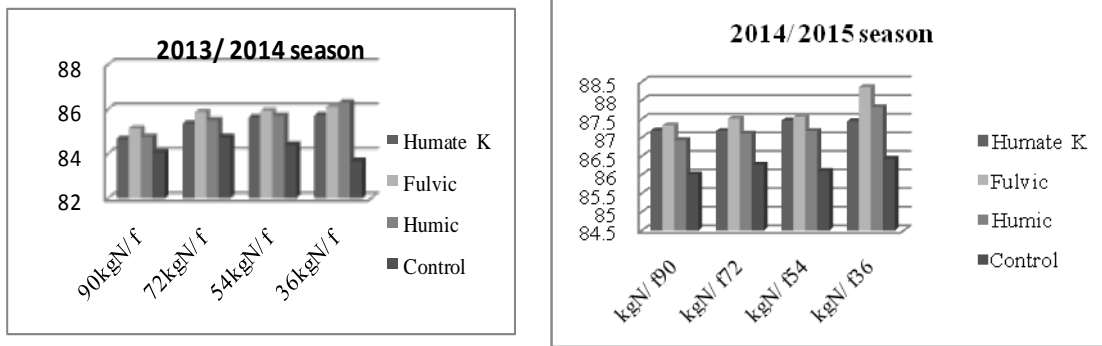 2013/ 2014 season
88
86
84
82
90kgN/ f
72kgN/ f
54kgN/ f
36kgN/ f
Humate K
Fulvic
Humic
Control
2014/ 2015 season
88.5
88
87.5
87
86.5
86
85.5
85
84.5
kgN/ f90
kgN/ f72
kgN/ f54
kgN/ f36
Humate K
Fulvic
Humic
Control